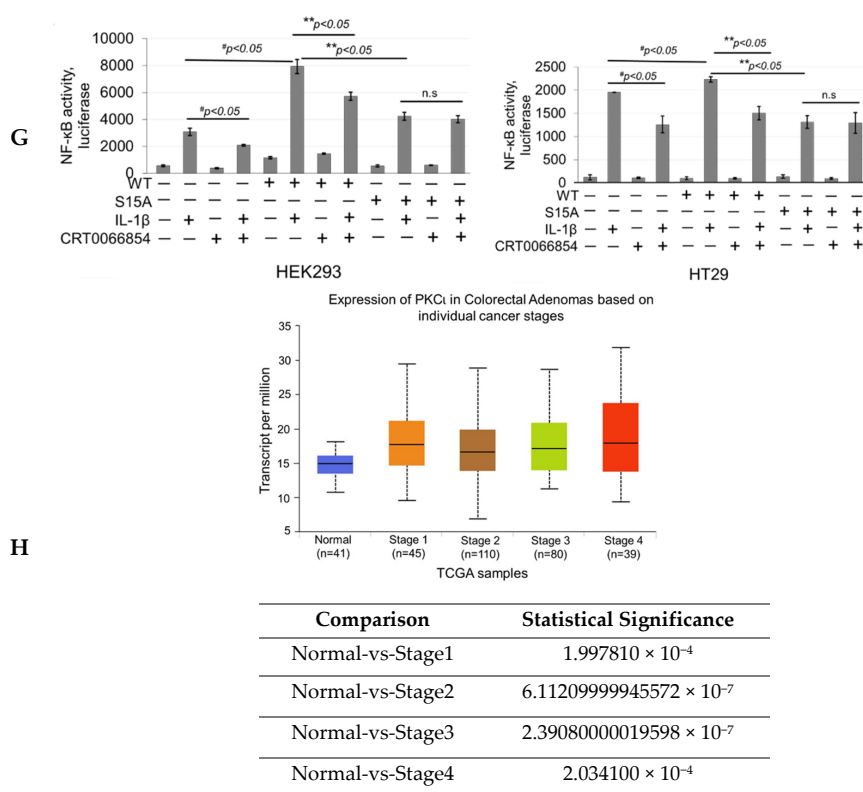 G
NF-κB activity,
luciferase
10000
8000
6000
4000
2000
0
#p<0.05
#p<0.05
**p<0.05
**p<0.05
n.s
WT — — — — + + + + — — — —
S15A — — — — — — — — + + + +
IL-1β — + — + — + — + — + — +
CRT0066854 — — + + — — + + — — + +
HEK293
NF-κB activity,
luciferase
2500
2000
1500
1000
500
0
#p<0.05
#p<0.05
**p<0.05
**p<0.05
n.s
WT — — — — + + + + — — — —
S15A — — — — — — — — + + + +
IL-1β — + — + — + — + — + — +
CRT0066854 — — + + — — + + — — + +
HT29
H
Expression of PKCι in Colorectal Adenomas based on
individual cancer stages
Transcript per million
35
30
25
20
15
10
5
Normal Stage 1 Stage 2 Stage 3 Stage 4
(n=41) (n=45) (n=110) (n=80) (n=39)
TCGA samples
Comparison Statistical Significance
Normal-vs-Stage1 1.997810 × 10⁻⁴
Normal-vs-Stage2 6.11209999945572 × 10⁻⁷
Normal-vs-Stage3 2.39080000019598 × 10⁻⁷
Normal-vs-Stage4 2.034100 × 10⁻⁴